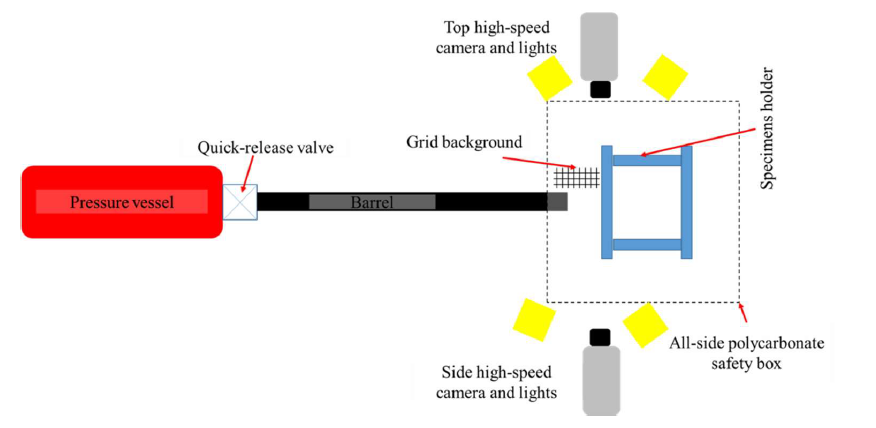 Top high-speed
camera and lights
Specimens holder
Grid background
Quick-release valve
Pressure vessel
Barrel
All-side polycarbonate
safety box
Side high-speed
camera and lights